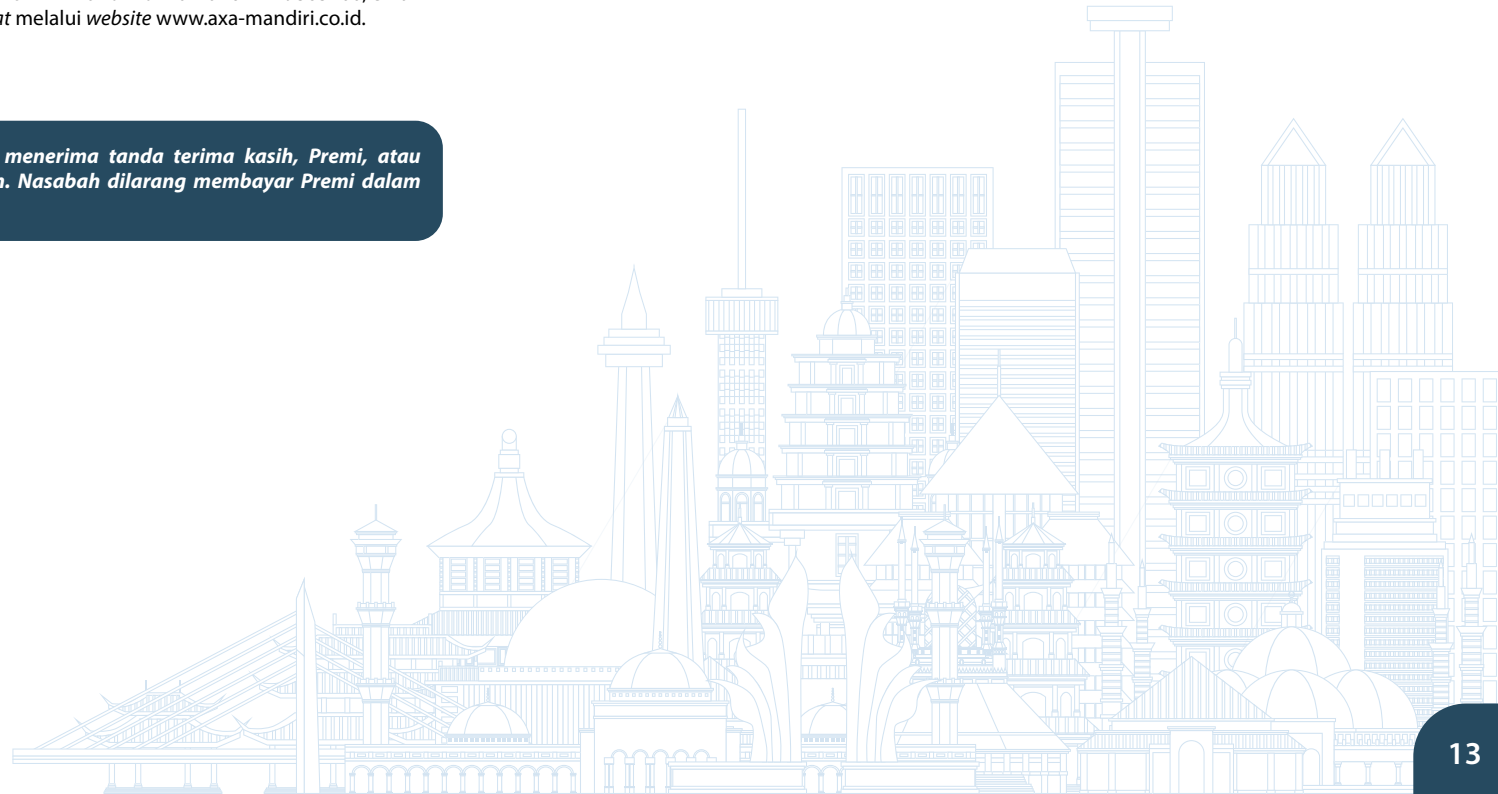 at melalui website www.axa-mandiri.co.id.
menerima tanda terima kasih, Premi, atau
n. Nasabah dilarang membayar Premi dalam
13